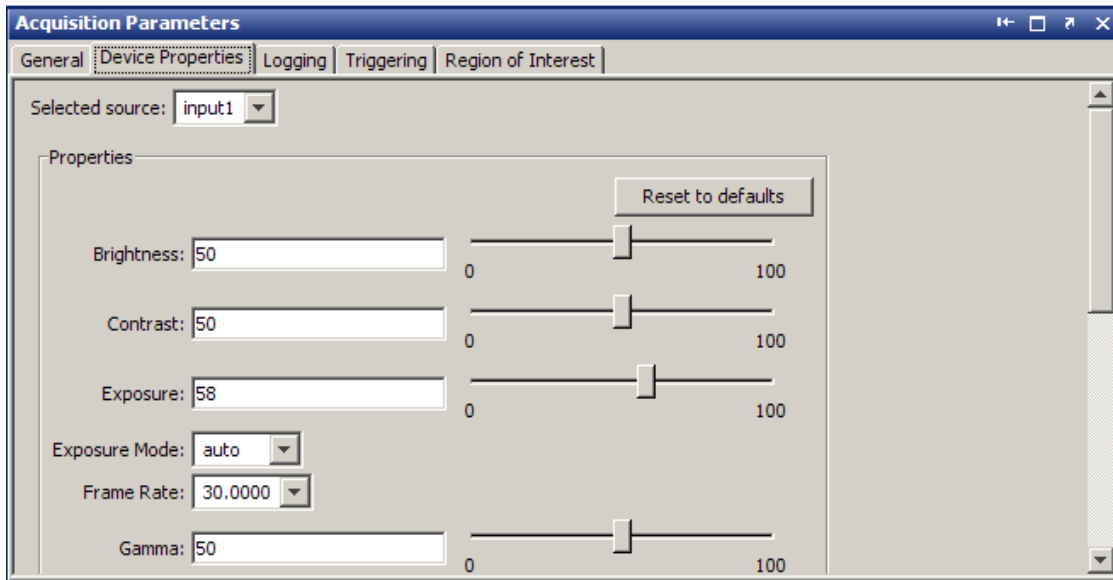 Acquisition Parameters
General Device Properties Logging Triggering Region of Interest
Selected source: input1
Properties
Reset to defaults
Brightness: 50
0 100
Contrast: 50
0 100
Exposure: 58
0 100
Exposure Mode: auto
Frame Rate: 30.0000
Gamma: 50
0 100